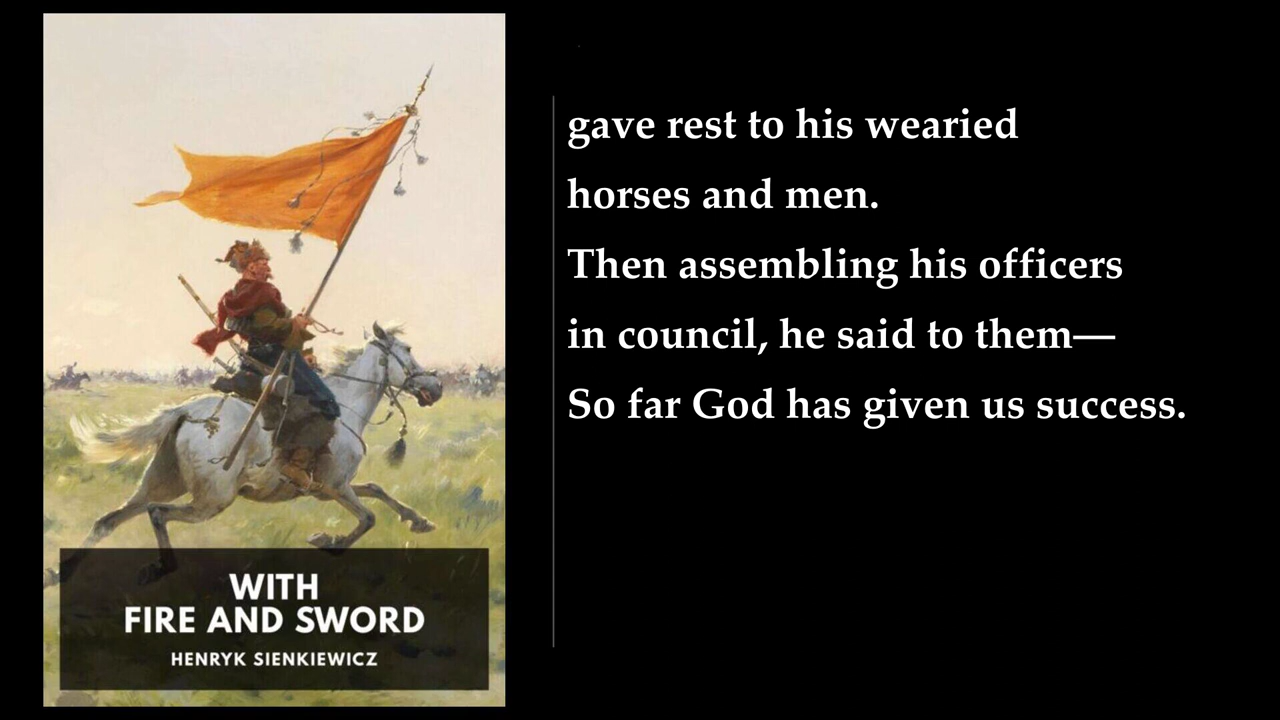 WITH
FIRE AND SWORD
HENRYK SIENKIEWICZ
gave rest to his wearied
horses and men.
Then assembling his officers
in council, he said to them—
So far God has given us success.